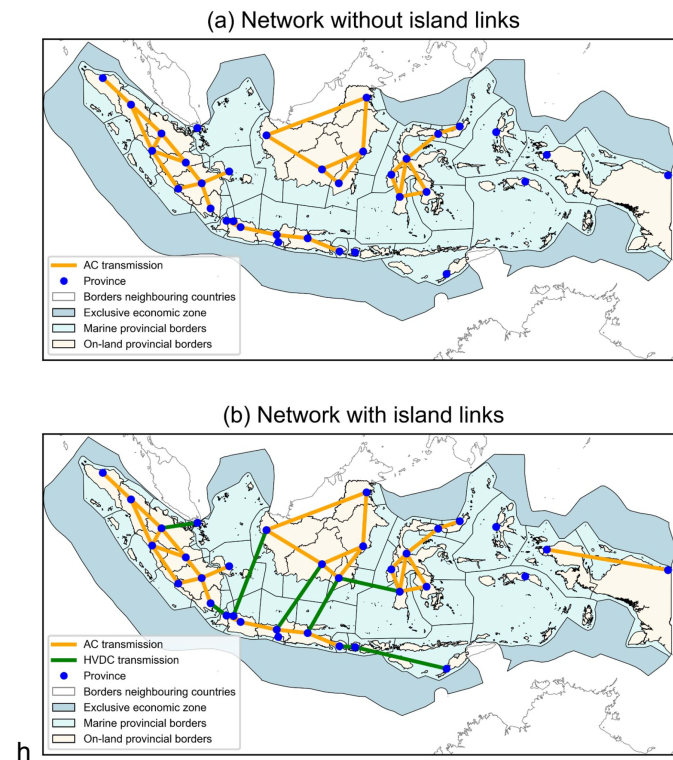 (a) Network without island links
AC transmission
Province
Borders neighbouring countries
Exclusive economic zone
Marine provincial borders
On-land provincial borders
(b) Network with island links
AC transmission
HVDC transmission
Province
Borders neighbouring countries
Exclusive economic zone
Marine provincial borders
On-land provincial borders
h